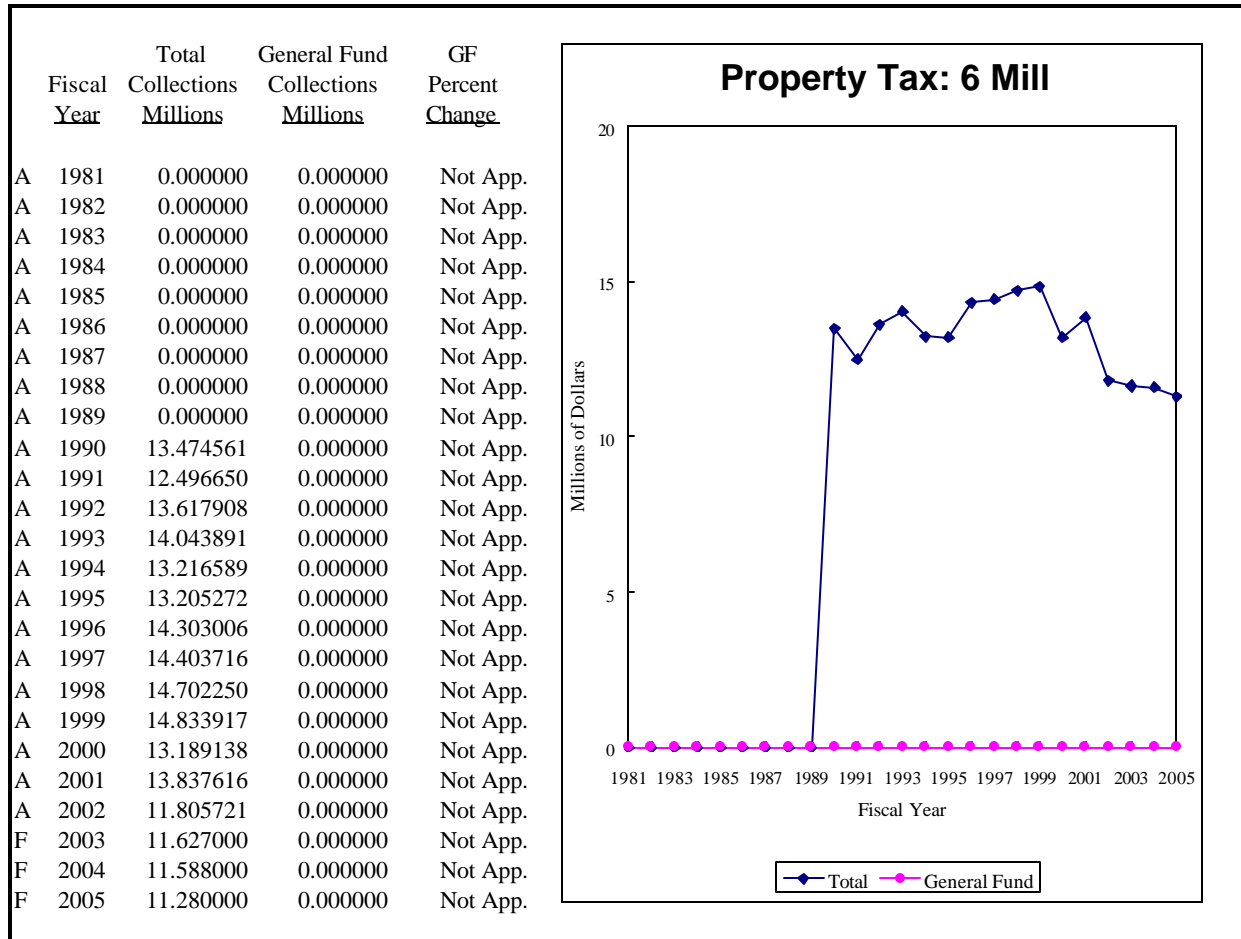 Total General Fund GF
Fiscal Collections Collections Percent
Year Millions Millions Change
A 1981 0.000000 0.000000 Not App.
A 1982 0.000000 0.000000 Not App.
A 1983 0.000000 0.000000 Not App.
A 1984 0.000000 0.000000 Not App.
A 1985 0.000000 0.000000 Not App.
A 1986 0.000000 0.000000 Not App.
A 1987 0.000000 0.000000 Not App.
A 1988 0.000000 0.000000 Not App.
A 1989 0.000000 0.000000 Not App.
A 1990 13.474561 0.000000 Not App.
A 1991 12.496650 0.000000 Not App.
A 1992 13.617908 0.000000 Not App.
A 1993 14.043891 0.000000 Not App.
A 1994 13.216589 0.000000 Not App.
A 1995 13.205272 0.000000 Not App.
A 1996 14.303006 0.000000 Not App.
A 1997 14.403716 0.000000 Not App.
A 1998 14.702250 0.000000 Not App.
A 1999 14.833917 0.000000 Not App.
A 2000 13.189138 0.000000 Not App.
A 2001 13.837616 0.000000 Not App.
A 2002 11.805721 0.000000 Not App.
F 2003 11.627000 0.000000 Not App.
F 2004 11.588000 0.000000 Not App.
F 2005 11.280000 0.000000 Not App.
Property Tax: 6 Mill
20
15
10
5
0
Millions of Dollars
1981 1983 1985 1987 1989 1991 1993 1995 1997 1999 2001 2003 2005
Fiscal Year
Total General Fund